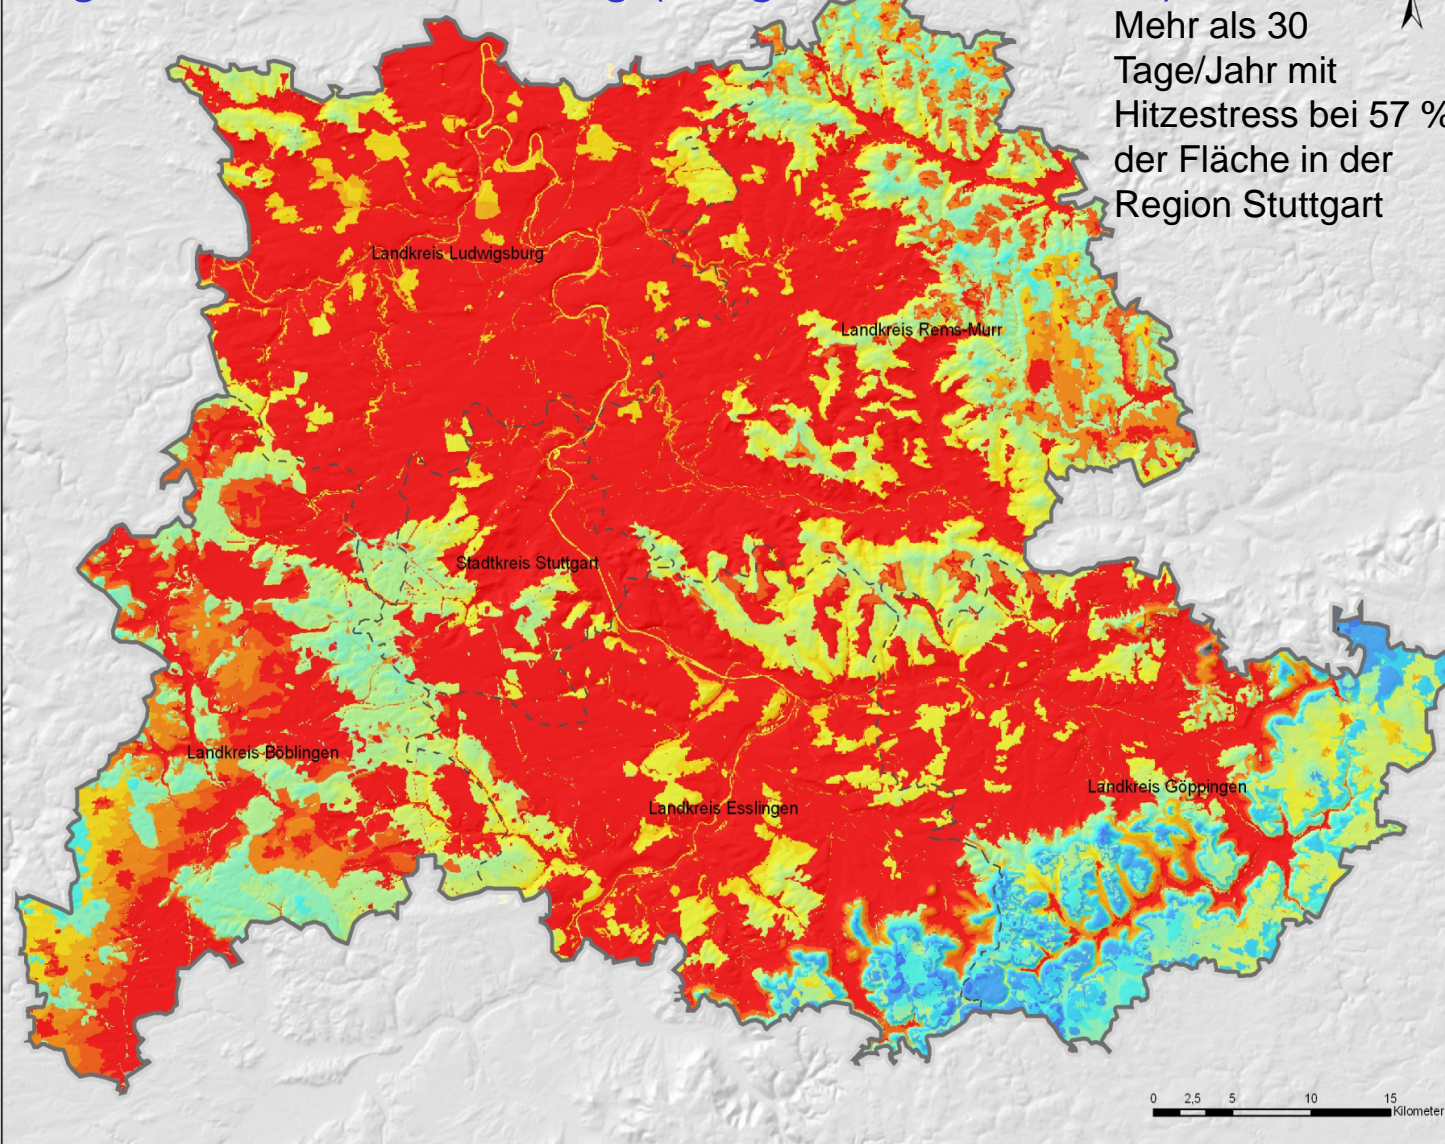 Mehr als 30
Tage/Jahr mit
Hitzestress bei 57 %
der Fläche in der
Region Stuttgart
Landkreis Ludwigsburg
Landkreis Rems-Murr
Stadtkreis Stuttgart
Landkreis Böblingen
Landkreis Göppingen
Landkreis Esslingen
0 2,5 5 10 15
Kilometer